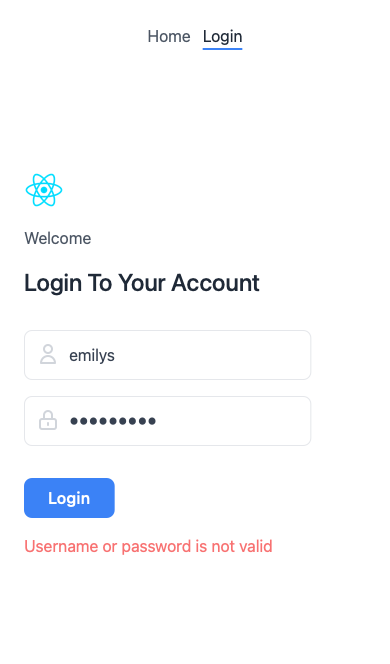 Home Login
Welcome
Login To Your Account
emilys
●●●●●●●●●
Login
Username or password is not valid